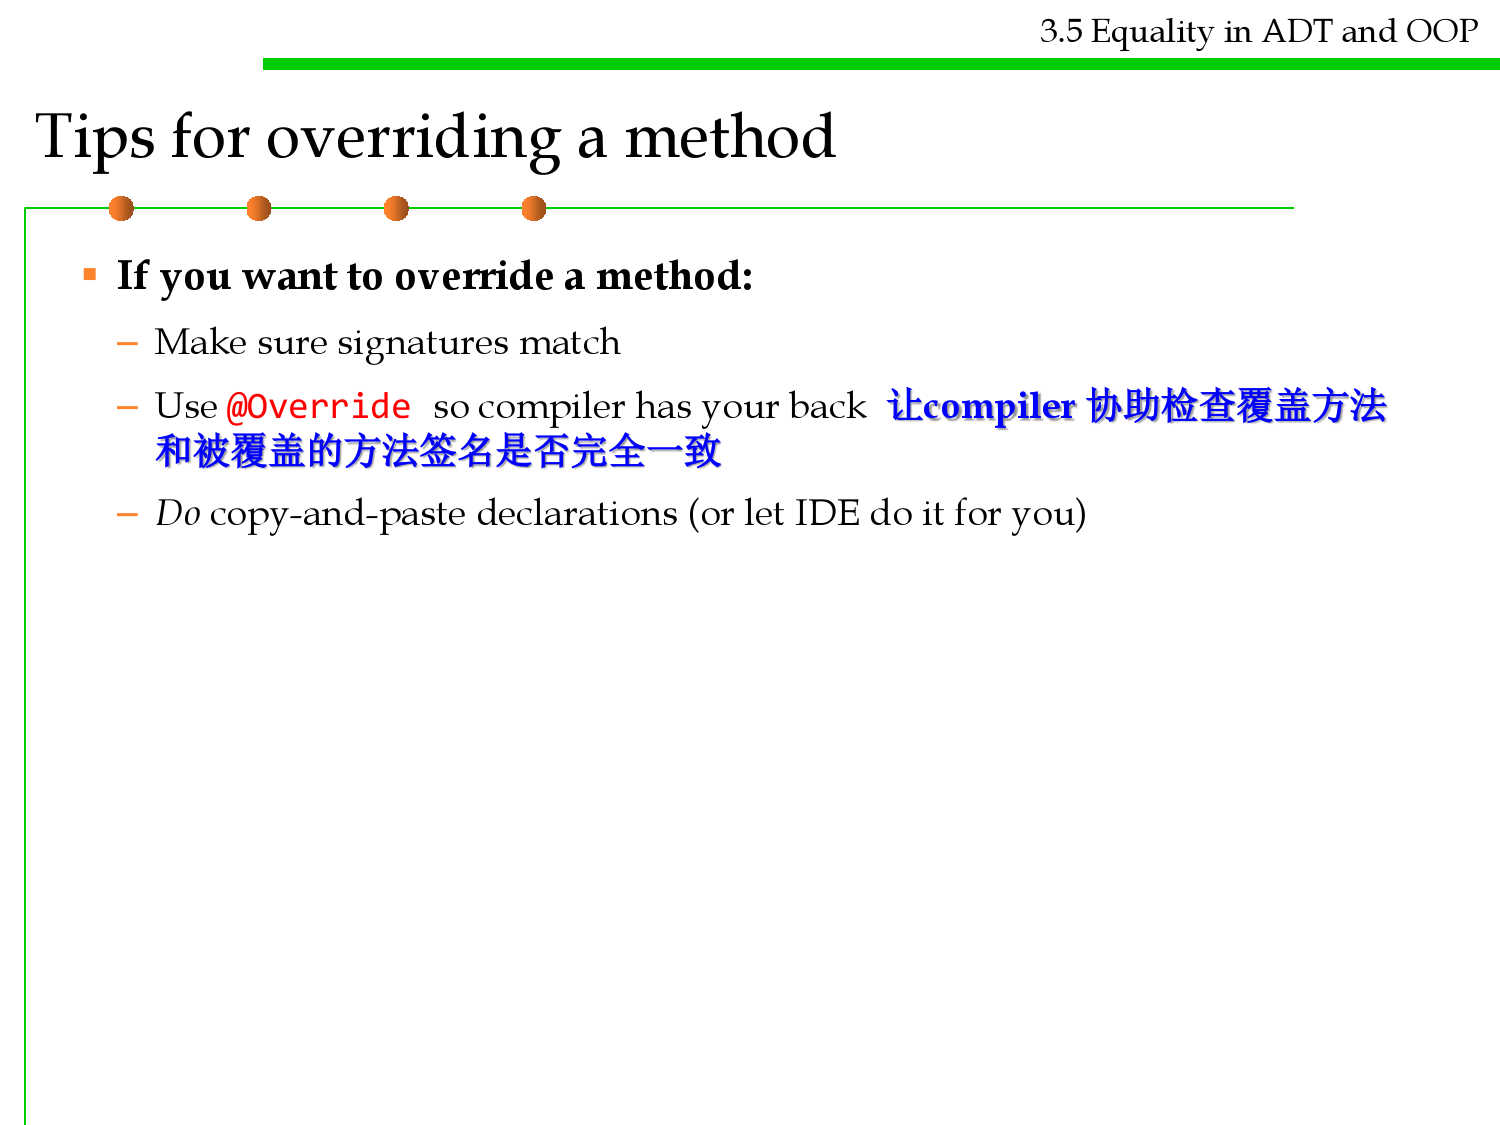 3.5 Equality in ADT and OOP
Tips for overriding a method
▪ If you want to override a method:
– Make sure signatures match
– Use @Override so compiler has your back 让compiler 协助检查覆盖方法
和被覆盖的方法签名是否完全一致
– Do copy-and-paste declarations (or let IDE do it for you)